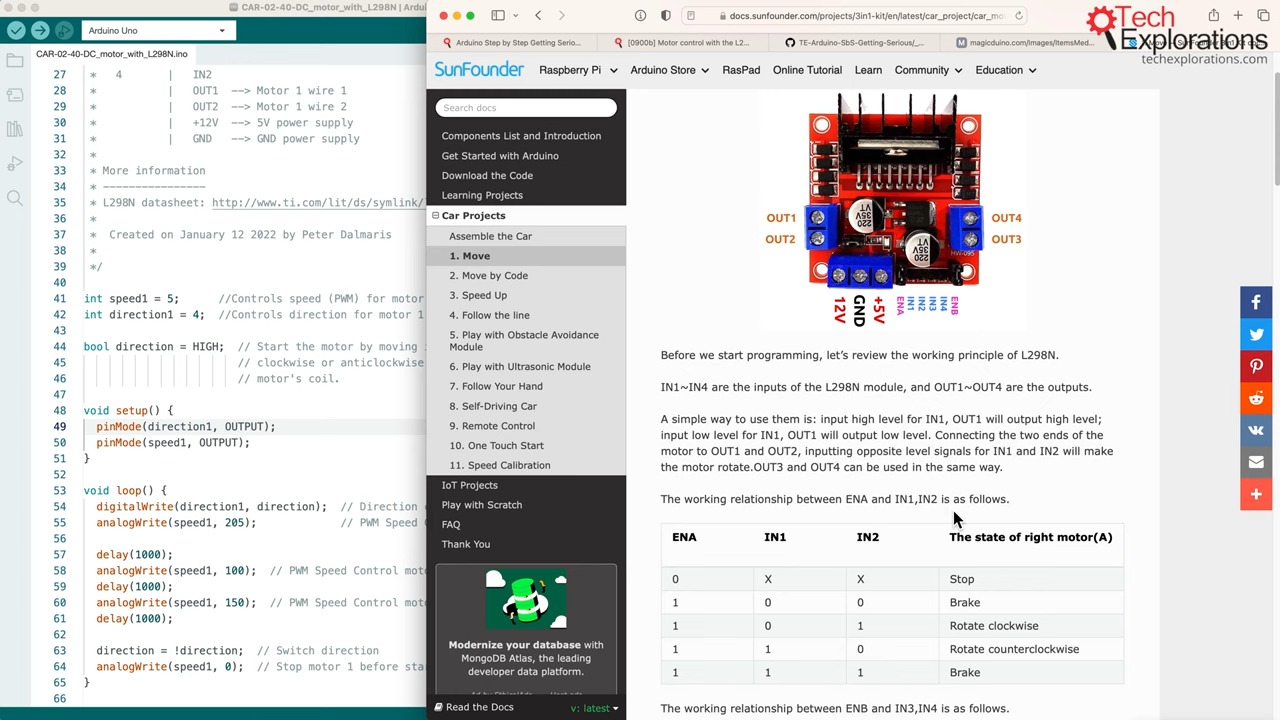 CAR-02-40-DC_motor_with_L298N | Ardui
Arduino Uno
CAR-02-40-DC_motor_with_L298N.ino
27 * 4 | IN2
28 * | OUT1 --> Motor 1 wire 1
29 * | OUT2 --> Motor 1 wire 2
30 * | +12V --> 5V power supply
31 * | GND --> GND power supply
32 *
33 * More information
34 * ----------------
35 * L298N datasheet: http://www.ti.com/lit/ds/symlink/
36 *
37 * Created on January 12 2022 by Peter Dalmaris
38 *
39 */
40
41 int speed1 = 5; //Controls speed (PWM) for motor
42 int direction1 = 4; //Controls direction for motor 1
43
44 bool direction = HIGH; // Start the motor by moving
45 // clockwise or anticlockwise
46 // motor's coil.
47
48 void setup() {
49 pinMode(direction1, OUTPUT);
50 pinMode(speed1, OUTPUT);
51 }
52
53 void loop() {
54 digitalWrite(direction1, direction); // Direction
55 analogWrite(speed1, 205); // PWM Speed
56
57 delay(1000);
58 analogWrite(speed1, 100); // PWM Speed Control mot
59 delay(1000);
60 analogWrite(speed1, 150); // PWM Speed Control mot
61 delay(1000);
62
63 direction = !direction; // Switch direction
64 analogWrite(speed1, 0); // Stop motor 1 before star
65 }
66
docs.sunfounder.com/projects/3in1-kit/en/latest/car_project/car_mo
Arduino Step by Step Getting Serio...
[0900b] Motor control with the L2...
TE-Arduino-SbS-Getting-Serious/_...
magicduino.com/Images/ItemsMed...
Tech
Explorations
techexplorations.com
SunFounder
Raspberry Pi
Arduino Store
RasPad
Online Tutorial
Learn
Community
Education
Search docs
Components List and Introduction
Get Started with Arduino
Download the Code
Learning Projects
Car Projects
Assemble the Car
1. Move
2. Move by Code
3. Speed Up
4. Follow the line
5. Play with Obstacle Avoidance
Module
6. Play with Ultrasonic Module
7. Follow Your Hand
8. Self-Driving Car
9. Remote Control
10. One Touch Start
11. Speed Calibration
IoT Projects
Play with Scratch
FAQ
Thank You
Modernize your database with
MongoDB Atlas, the leading
developer data platform.
Read the Docs
v: latest
OUT1
OUT2
OUT4
OUT3
220
35
VT
220
35
VT
HW-095
12V
GND
+5V
ENA
IN1
IN2
IN3
IN4
ENB
Before we start programming, let's review the working principle of L298N.
IN1~IN4 are the inputs of the L298N module, and OUT1~OUT4 are the outputs.
A simple way to use them is: input high level for IN1, OUT1 will output high level;
input low level for IN1, OUT1 will output low level. Connecting the two ends of the
motor to OUT1 and OUT2, inputting opposite level signals for IN1 and IN2 will make
the motor rotate.OUT3 and OUT4 can be used in the same way.
The working relationship between ENA and IN1,IN2 is as follows.
ENA IN1 IN2 The state of right motor(A)
0 X X Stop
1 0 0 Brake
1 0 1 Rotate clockwise
1 1 0 Rotate counterclockwise
1 1 1 Brake
The working relationship between ENB and IN3,IN4 is as follows.